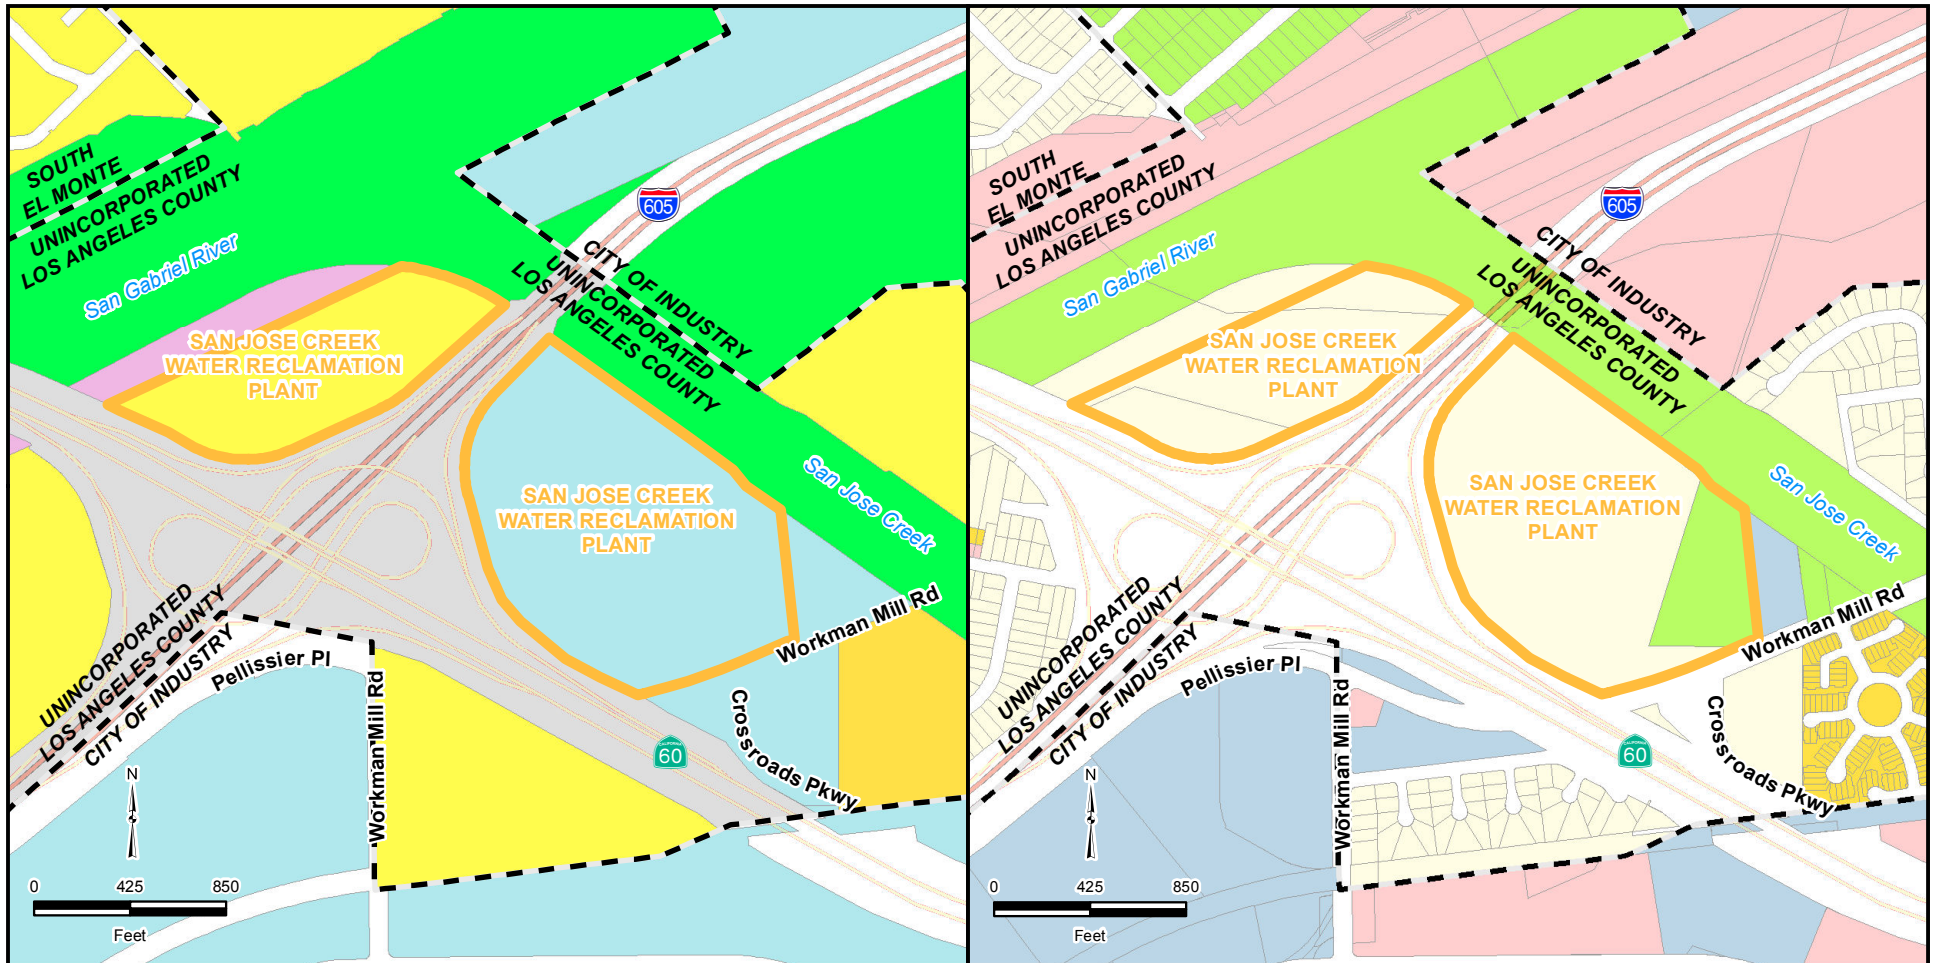 SOUTH
EL MONTE
UNINCORPORATED
LOS ANGELES COUNTY
San Gabriel River
605
CITY OF INDUSTRY
UNINCORPORATED
LOS ANGELES COUNTY
SAN JOSE CREEK
WATER RECLAMATION
PLANT
SAN JOSE CREEK
WATER RECLAMATION
PLANT
San Jose Creek
Workman Mill Rd
UNINCORPORATED
LOS ANGELES COUNTY
CITY OF INDUSTRY
Pellissier Pl
Workman Mill Rd
Crossroads Pkwy
CALIFORNIA
60
N
0 425 850
Feet
SOUTH
EL MONTE
UNINCORPORATED
LOS ANGELES COUNTY
San Gabriel River
605
CITY OF INDUSTRY
UNINCORPORATED
LOS ANGELES COUNTY
SAN JOSE CREEK
WATER RECLAMATION
PLANT
SAN JOSE CREEK
WATER RECLAMATION
PLANT
San Jose Creek
Workman Mill Rd
UNINCORPORATED
LOS ANGELES COUNTY
CITY OF INDUSTRY
Pellissier Pl
Workman Mill Rd
Crossroads Pkwy
CALIFORNIA
60
N
0 425 850
Feet